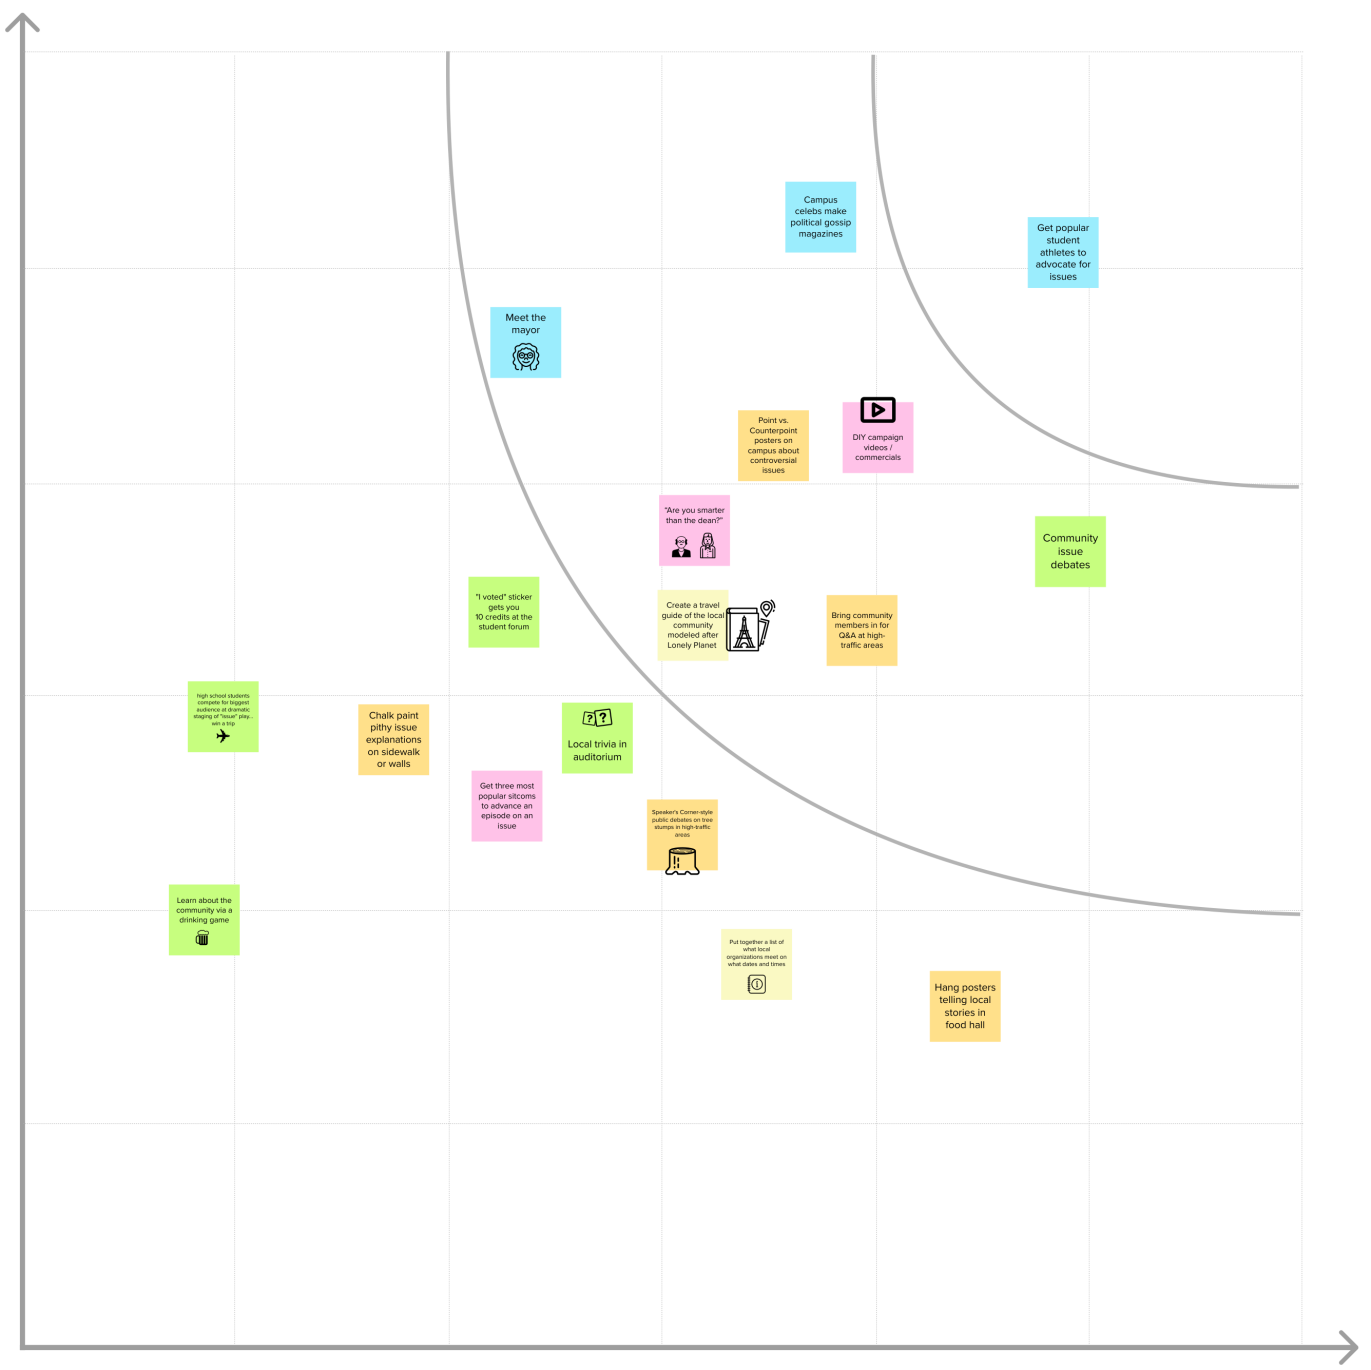 Campus
celebs make
political gossip
magazines
Get popular
student
athletes to
advocate for
issues
Meet the
mayor
Point vs.
Counterpoint
posters on
campus about
controversial
issues
DIY campaign
videos /
commercials
"Are you smarter
than the dean?"
Community
issue
debates
"I voted" sticker
gets you
10 credits at the
student forum
Create a travel
guide of the local
community
modeled after
Lonely Planet
Bring community
members in for
Q&A at high-
traffic areas
high school students
compete for biggest
audience at dramatic
staging of "issue" play...
win a trip
Chalk paint
pithy issue
explanations
on sidewalk
or walls
? ?
Local trivia in
auditorium
Get three most
popular sitcoms
to advance an
episode on an
issue
Speaker's Corner-style
public debates on tree
stumps in high-traffic
areas
Learn about the
community via a
drinking game
Put together a list of
what local
organizations meet on
what dates and times
Hang posters
telling local
stories in
food hall